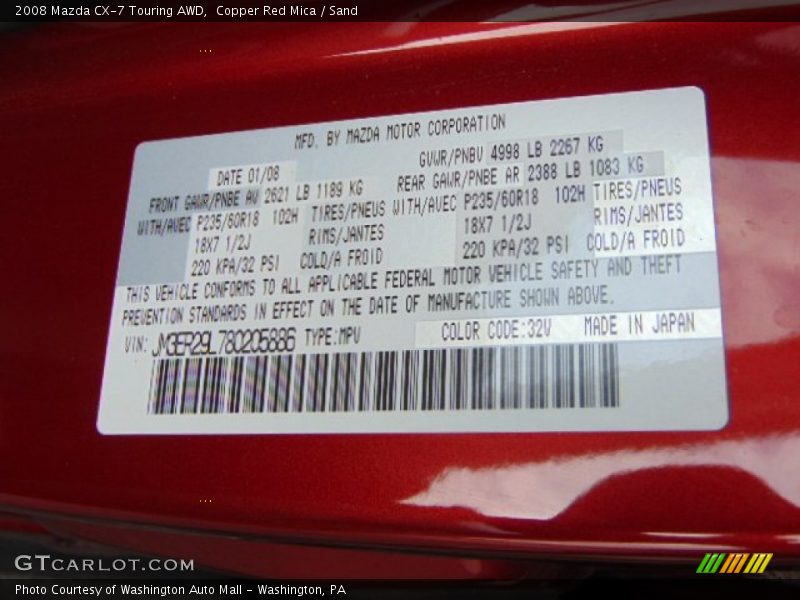 2008 Mazda CX-7 Touring AWD, Copper Red Mica / Sand
MFD. BY MAZDA MOTOR CORPORATION
DATE 01/08 GVWR/PNBV 4998 LB 2267 KG
FRONT GAWR/PNBE AV 2621 LB 1189 KG REAR GAWR/PNBE AR 2388 LB 1083 KG
WITH/AVEC P235/60R18 102H TIRES/PNEUS WITH/AVEC P235/60R18 102H TIRES/PNEUS
18X7 1/2J RIMS/JANTES 18X7 1/2J RIMS/JANTES
220 KPA/32 PSI COLD/A FROID 220 KPA/32 PSI COLD/A FROID
THIS VEHICLE CONFORMS TO ALL APPLICABLE FEDERAL MOTOR VEHICLE SAFETY AND THEFT
PREVENTION STANDARDS IN EFFECT ON THE DATE OF MANUFACTURE SHOWN ABOVE.
VIN: JM3ER29L780205886 TYPE:MPV COLOR CODE:32V MADE IN JAPAN
GTCARLOT.COM
Photo Courtesy of Washington Auto Mall - Washington, PA